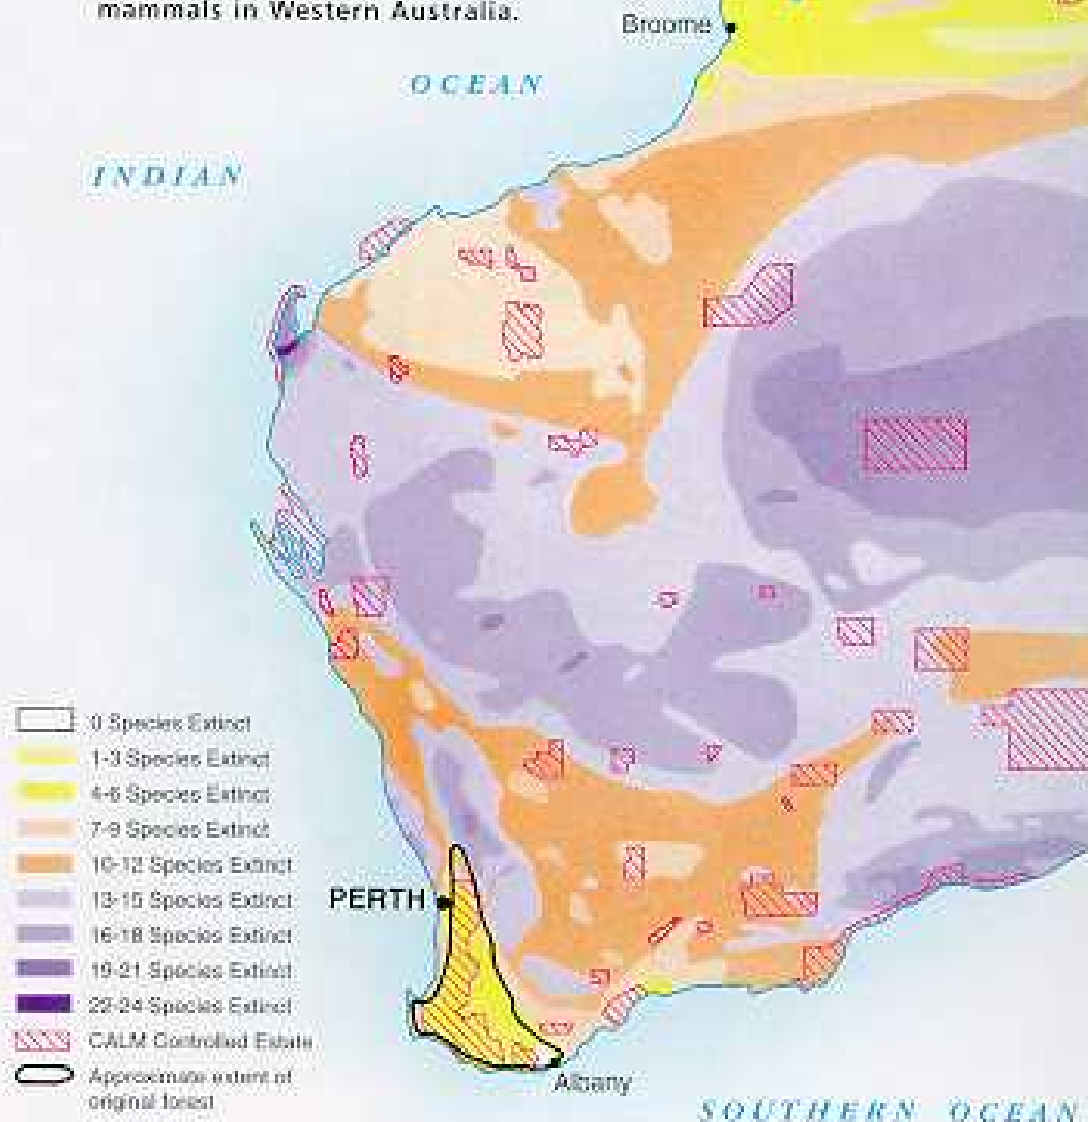 mammals in Western Australia.
Broome
OCEAN
INDIAN
0 Species Extinct
1-3 Species Extinct
4-6 Species Extinct
7-9 Species Extinct
10-12 Species Extinct
13-15 Species Extinct
PERTH
16-18 Species Extinct
19-21 Species Extinct
22-24 Species Extinct
CALM Controlled Estate
Approximate extent of
original forest
Albany
SOUTHERN OCEAN